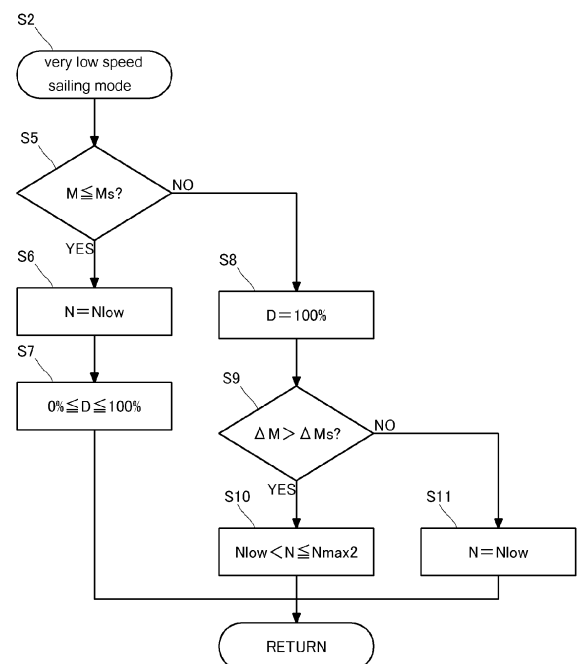 S2
very low speed
sailing mode
S5
M≦Ms?
NO
YES
S6
N=Nlow
S7
0%≦D≦100%
S8
D=100%
S9
ΔM>ΔMs?
NO
YES
S10
Nlow<N≦Nmax2
S11
N=Nlow
RETURN